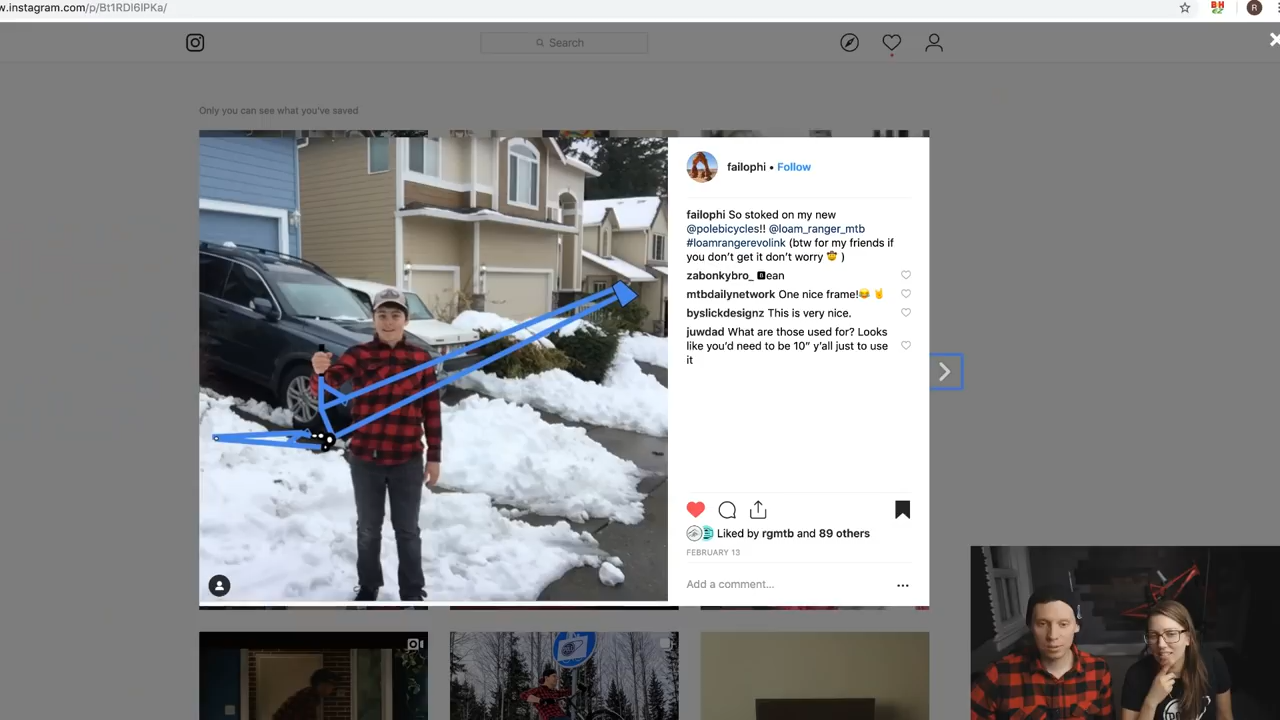 w.instagram.com/p/Bt1RDl6lPKa/
R
Search
Only you can see what you've saved
failophi • Follow
failophi So stoked on my new
@polebicycles!! @loam_ranger_mtb
#loamrangerevolink (btw for my friends if
you don't get it don't worry 🤠 )
zabonkybro_ 🅱ean
mtbdailynetwork One nice frame!😂 🤘
byslickdesignz This is very nice.
juwdad What are those used for? Looks
like you'd need to be 10" y'all just to use
it
Liked by rgmtb and 89 others
FEBRUARY 13
Add a comment...